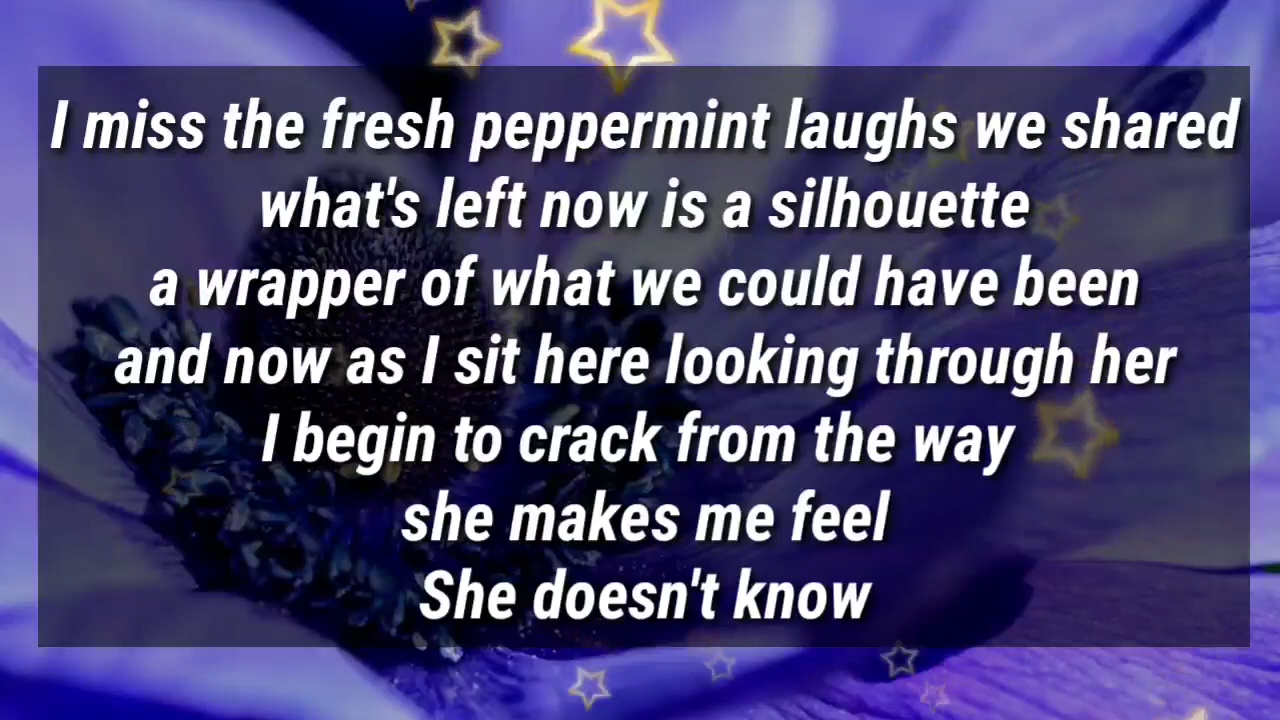 I miss the fresh peppermint laughs we shared
what's left now is a silhouette
a wrapper of what we could have been
and now as I sit here looking through her
I begin to crack from the way
she makes me feel
She doesn't know